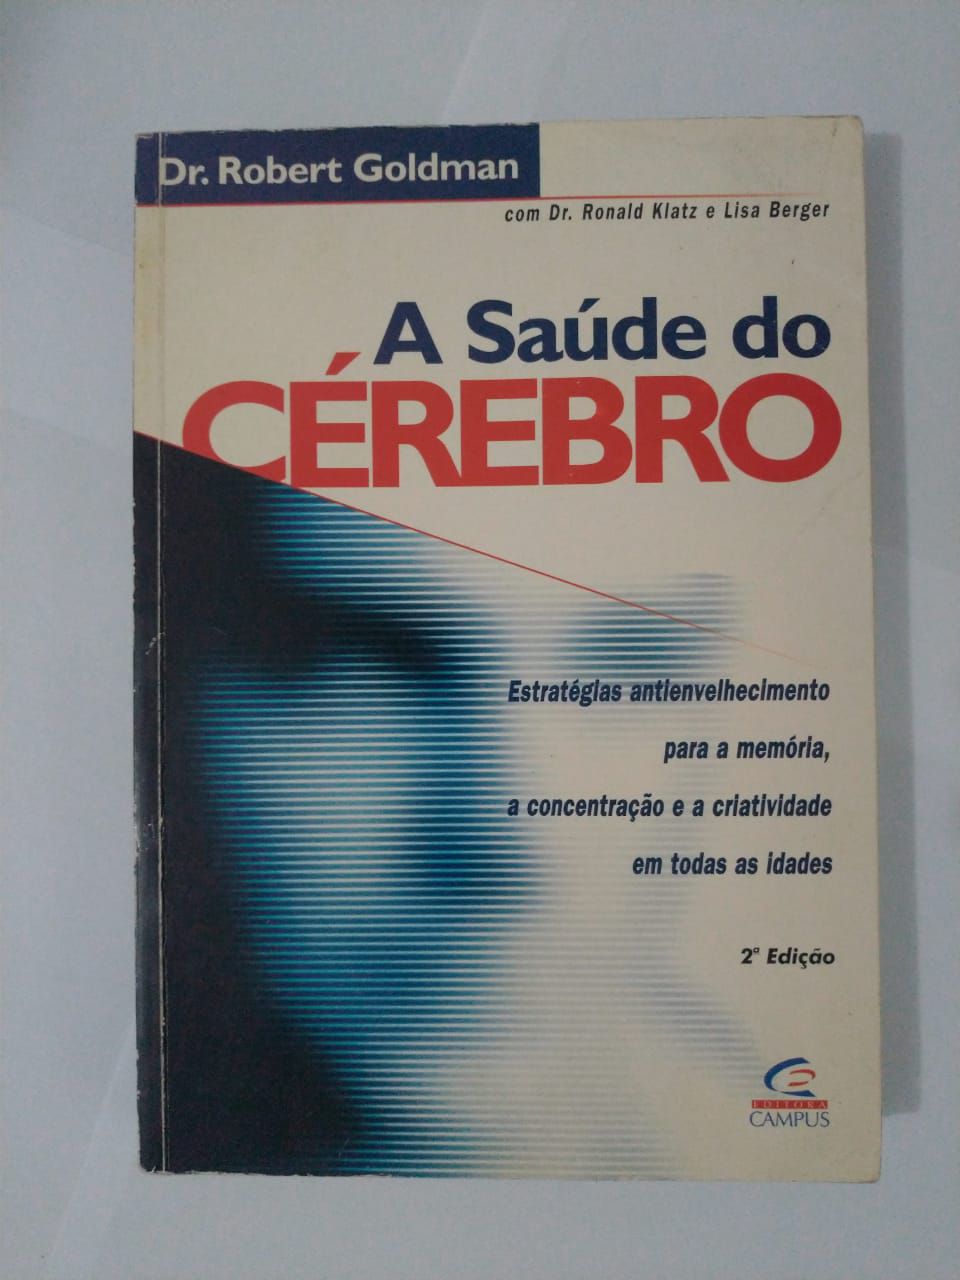 Dr. Robert Goldman
com Dr. Ronald Klatz e Lisa Berger
A Saúde do
CÉREBRO
Estratégias antienvelhecimento
para a memória,
a concentração e a criatividade
em todas as idades
2ª Edição
EDITORA
CAMPUS